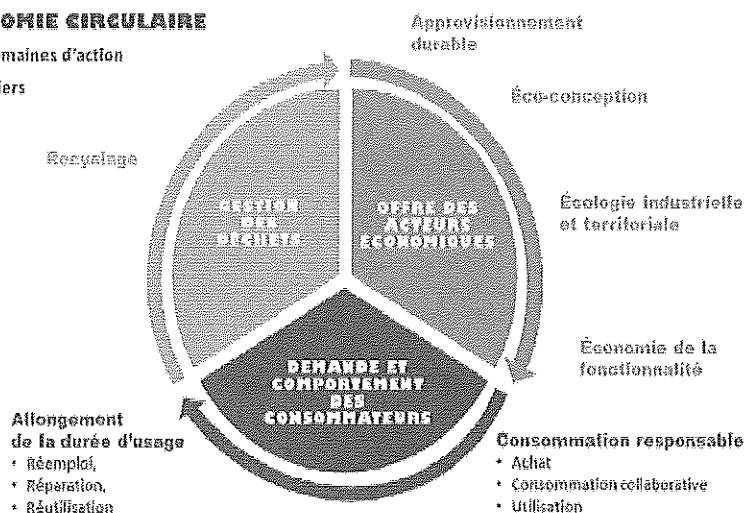 OMIE CIRCULAIRE
maines d'action
iers
Approvisionnement
durable
Éco-conception
Écologie industrielle
et territoriale
Économie de la
fonctionnalité
Recyclage
GESTION
DES
DÉCHETS
OFFRE DES
ACTEURS
ÉCONOMIQUES
DEMANDE ET
COMPORTEMENT
DES
CONSOMMATEURS
Consommation responsable
• Achat
• Consommation collaborative
• Utilisation
Allongement
de la durée d'usage
• Réemploi,
• Réparation,
• Réutilisation